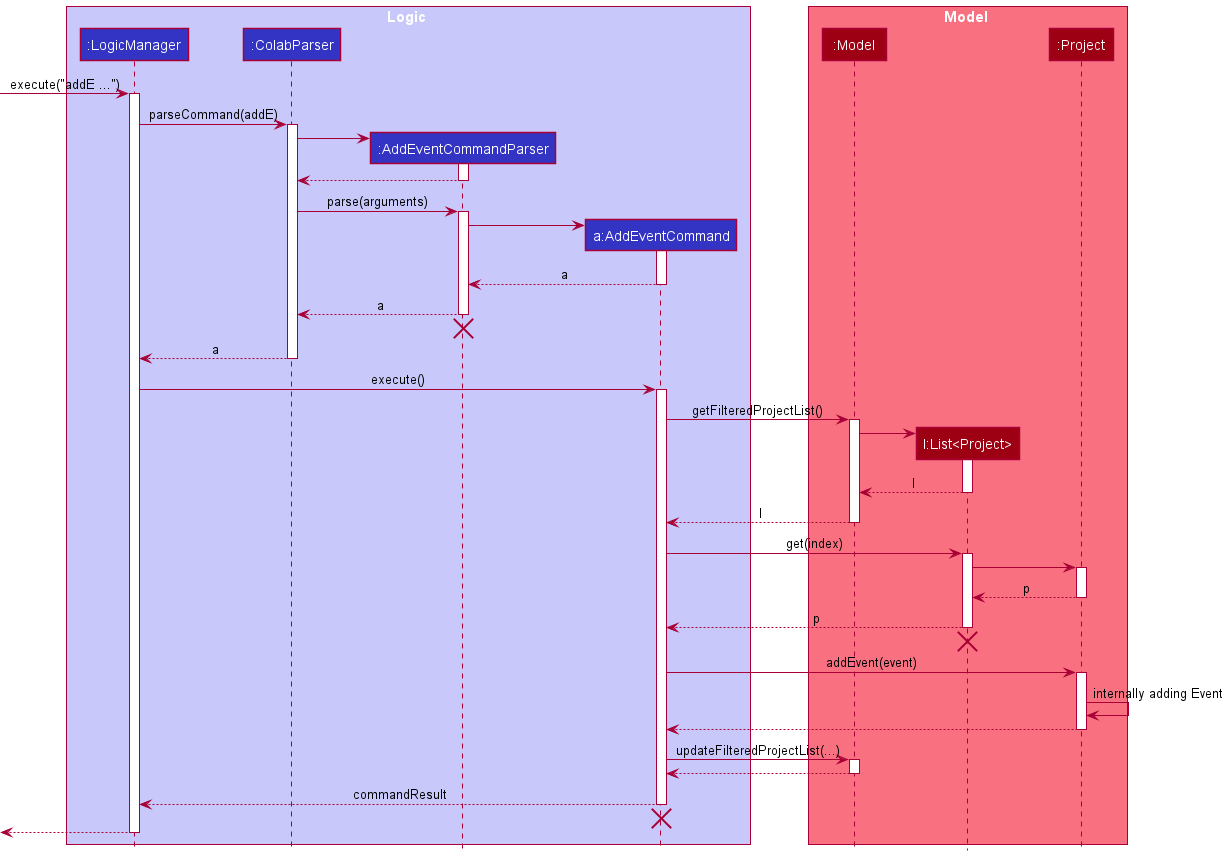 Logic
Model
:LogicManager
:ColabParser
:Model
:Project
execute("addE ...")
parseCommand(addE)
:AddEventCommandParser
parse(arguments)
a:AddEventCommand
a
a
a
execute()
getFilteredProjectList()
l:List<Project>
l
l
get(index)
p
p
addEvent(event)
internally adding Event
updateFilteredProjectList(...)
commandResult